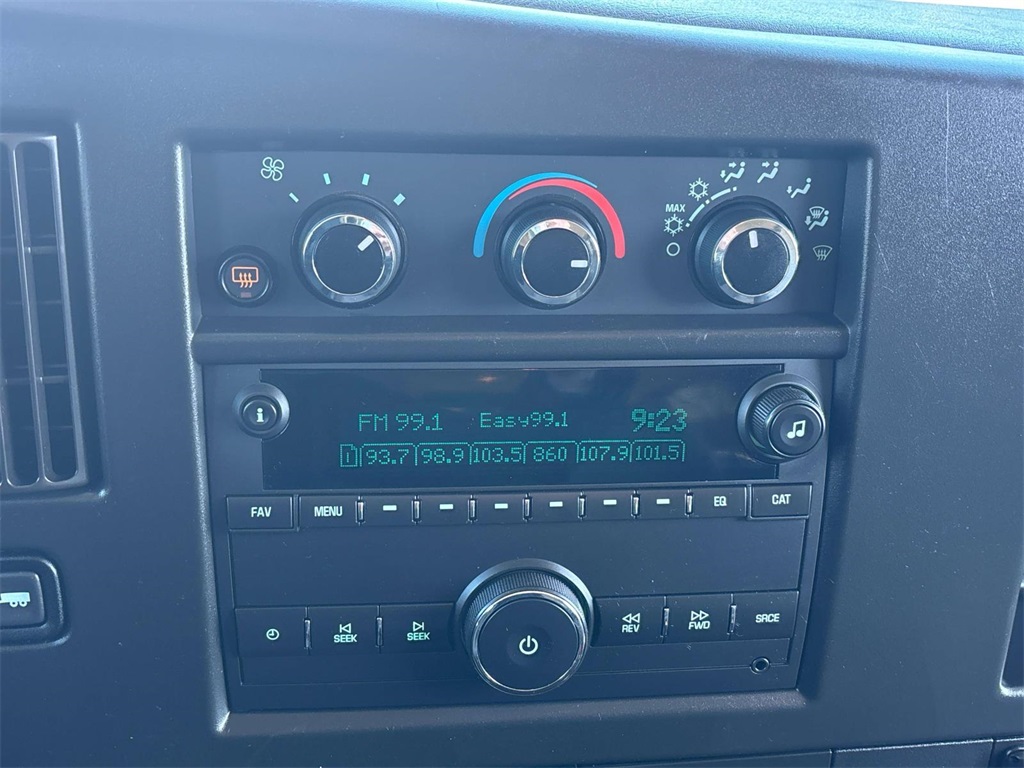 MAX
i
FM 99.1 Easy99.1 9:23
1 93.7 98.9 103.5 860 107.9 101.5
FAV MENU EQ CAT
SEEK SEEK REV FWD SRCE